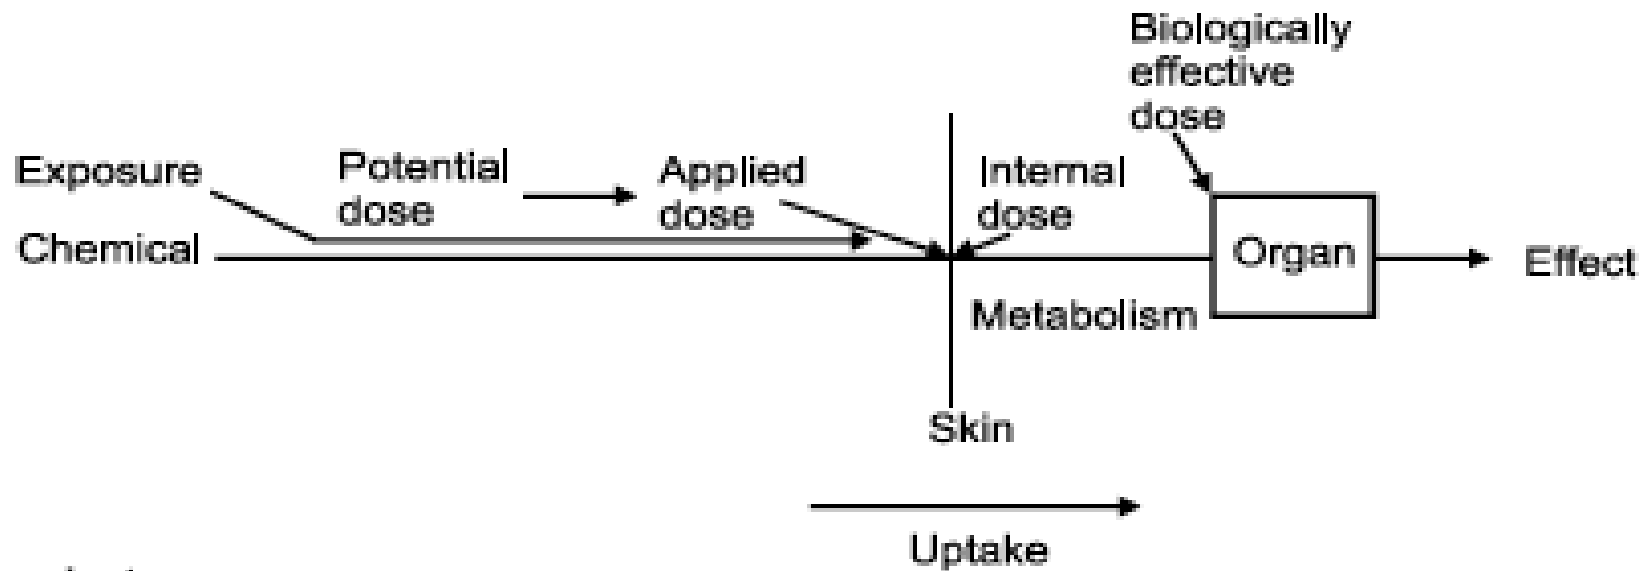 Biologically
effective
dose
Exposure
Potential
dose
Applied
dose
Internal
dose
Chemical
Organ
Effect
Metabolism
Skin
Uptake